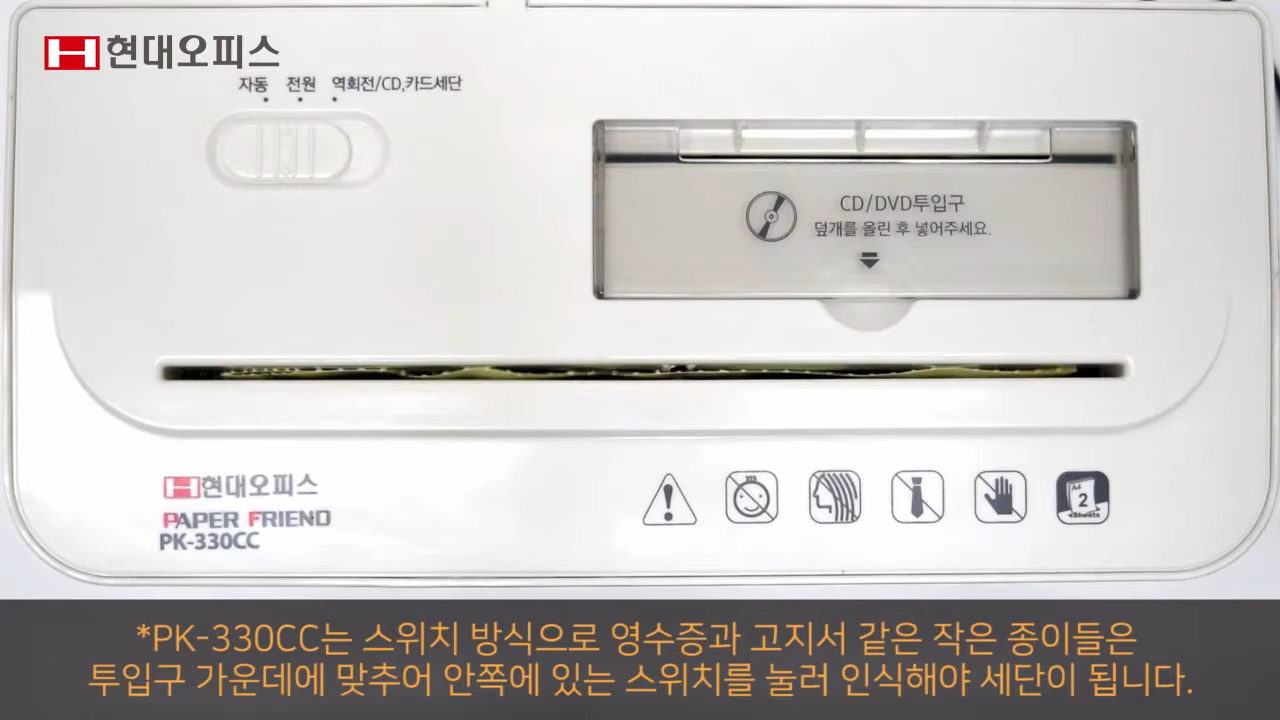 현대오피스
자동 전원 역회전/CD,카드세단
CD/DVD투입구
덮개를 올린 후 넣어주세요.
현대오피스
PAPER FRIEND
PK-330CC
A4
2
Sheets
*PK-330CC는 스위치 방식으로 영수증과 고지서 같은 작은 종이들은
투입구 가운데에 맞추어 안쪽에 있는 스위치를 눌러 인식해야 세단이 됩니다.